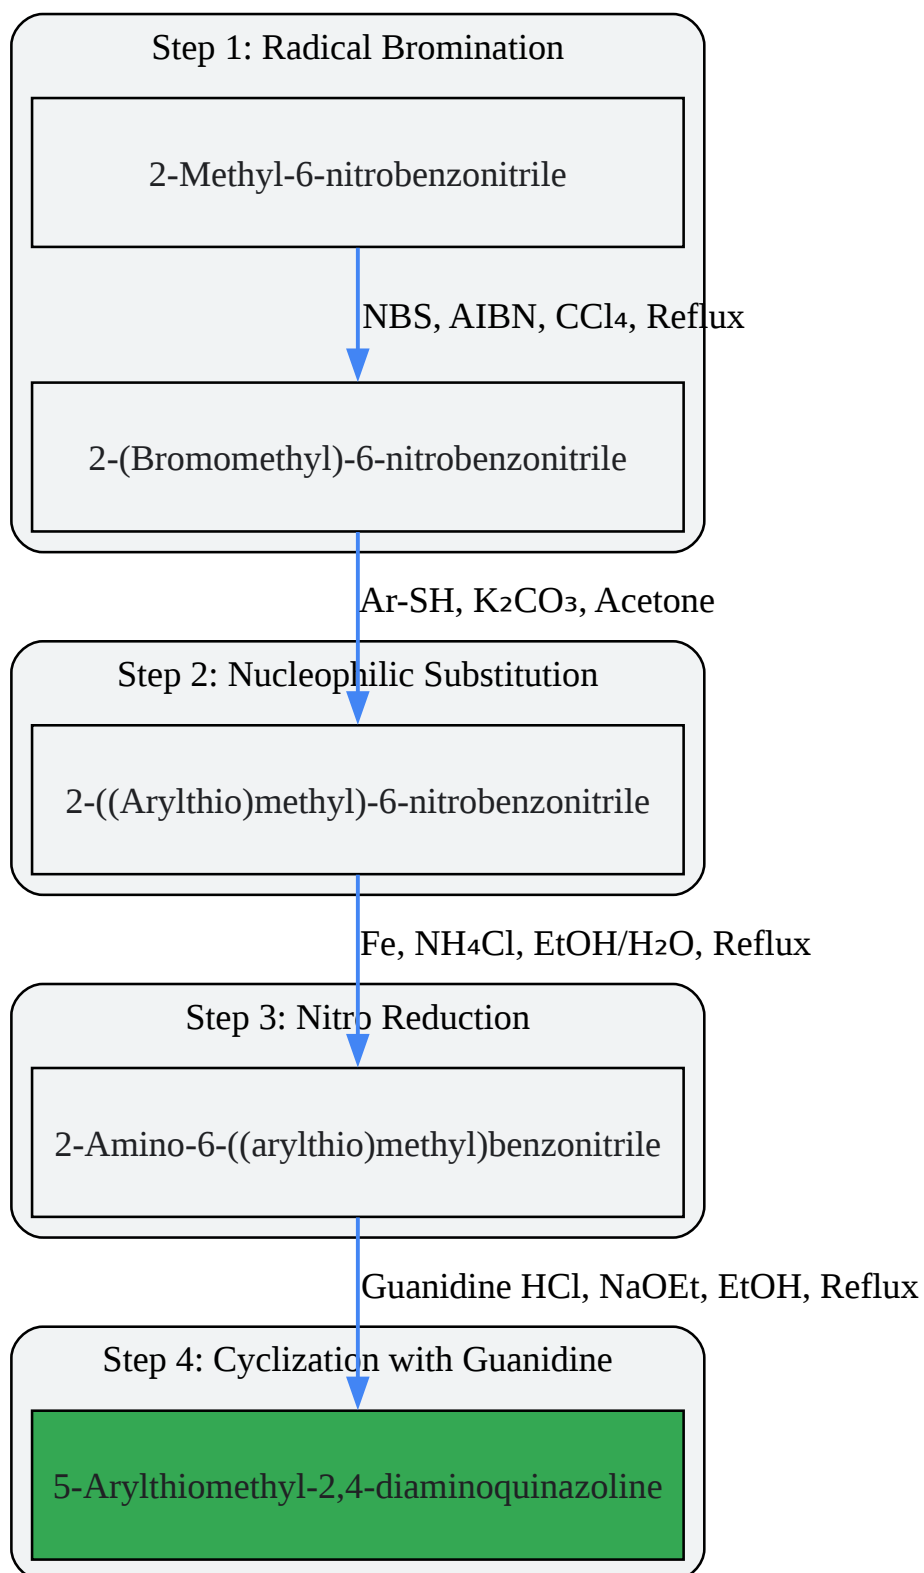 Step 1: Radical Bromination
2-Methyl-6-nitrobenzonitrile
NBS, AIBN, CCl₄, Reflux
2-(Bromomethyl)-6-nitrobenzonitrile
Ar-SH, K₂CO₃, Acetone
Step 2: Nucleophilic Substitution
2-((Arylthio)methyl)-6-nitrobenzonitrile
Fe, NH₄Cl, EtOH/H₂O, Reflux
Step 3: Nitro Reduction
2-Amino-6-((arylthio)methyl)benzonitrile
Guanidine HCl, NaOEt, EtOH, Reflux
Step 4: Cyclization with Guanidine
5-Arylthiomethyl-2,4-diaminoquinazoline